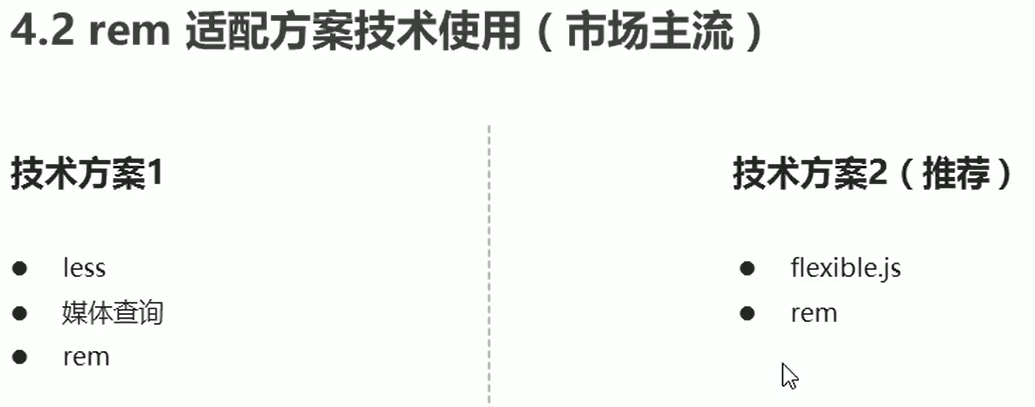 4.2 rem 适配方案技术使用（市场主流）
技术方案1
● less
● 媒体查询
● rem
技术方案2（推荐）
● flexible.js
● rem